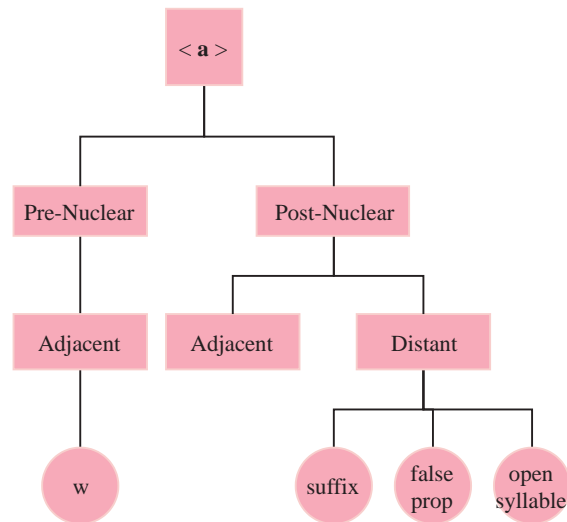 < a >
Pre-Nuclear
Post-Nuclear
Adjacent
Adjacent
Distant
w
suffix
false
prop
open
syllable